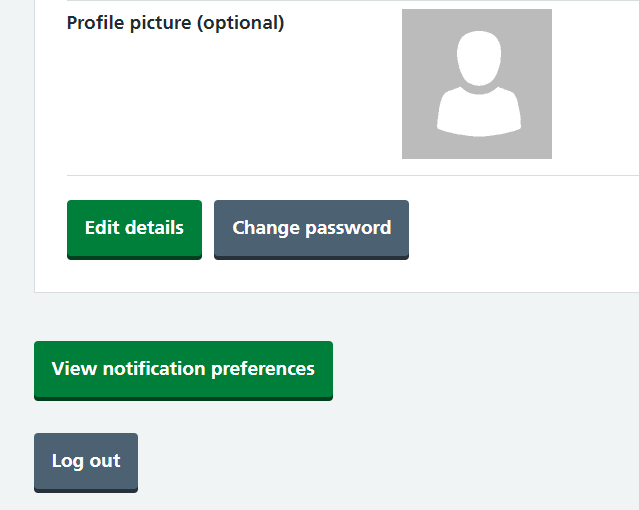 Profile picture (optional)
Edit details
Change password
View notification preferences
Log out